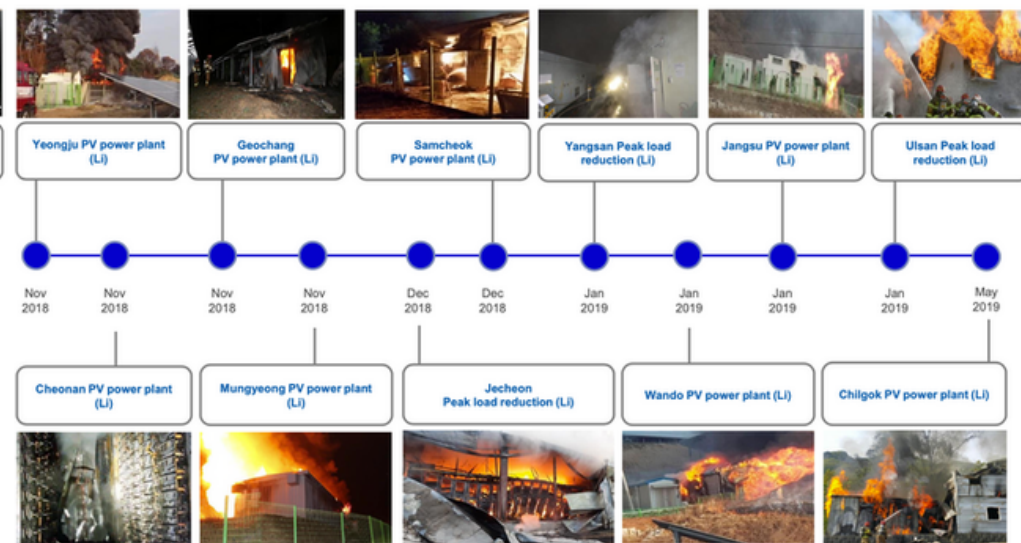 Yeongju PV power plant
(Li)
Geochang
PV power plant (Li)
Samcheok
PV power plant (Li)
Yangsan Peak load
reduction (Li)
Jangsu PV power plant
(Li)
Ulsan Peak load
reduction (Li)
Nov
2018
Nov
2018
Nov
2018
Nov
2018
Dec
2018
Dec
2018
Jan
2019
Jan
2019
Jan
2019
Jan
2019
May
2019
Cheonan PV power plant
(Li)
Mungyeong PV power plant
(Li)
Jecheon
Peak load reduction (Li)
Wando PV power plant (Li)
Chilgok PV power plant (Li)